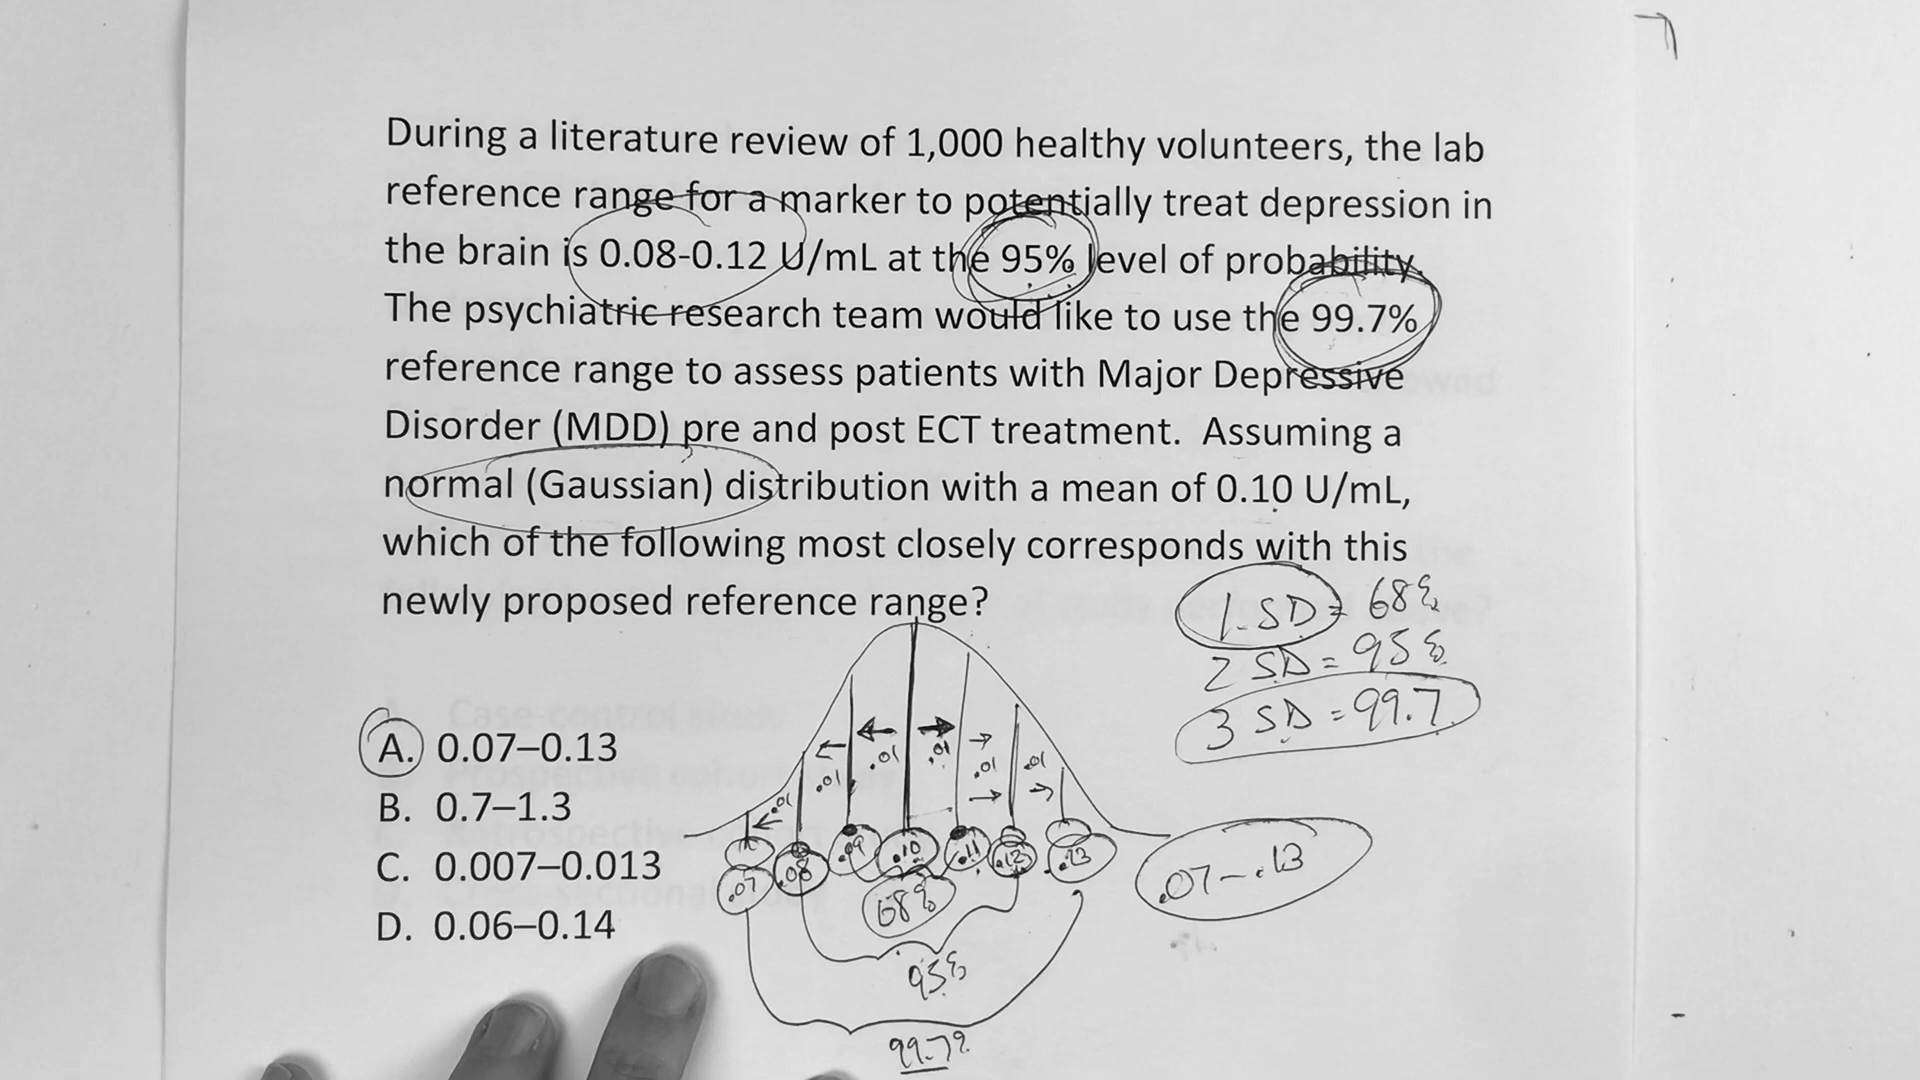 During a literature review of 1,000 healthy volunteers, the lab
reference range for a marker to potentially treat depression in
the brain is 0.08-0.12 U/mL at the 95% level of probability.
The psychiatric research team would like to use the 99.7%
reference range to assess patients with Major Depressive
Disorder (MDD) pre and post ECT treatment. Assuming a
normal (Gaussian) distribution with a mean of 0.10 U/mL,
which of the following most closely corresponds with this
newly proposed reference range?
1 SD = 68%
2 SD = 95%
3 SD = 99.7
A. 0.07–0.13
B. 0.7–1.3
C. 0.007–0.013
D. 0.06–0.14
.01 .01 .01 .01 .01 .01
.07 .08 .09 .10 .11 .12 .13
.07-.13
68%
95%
99.7%